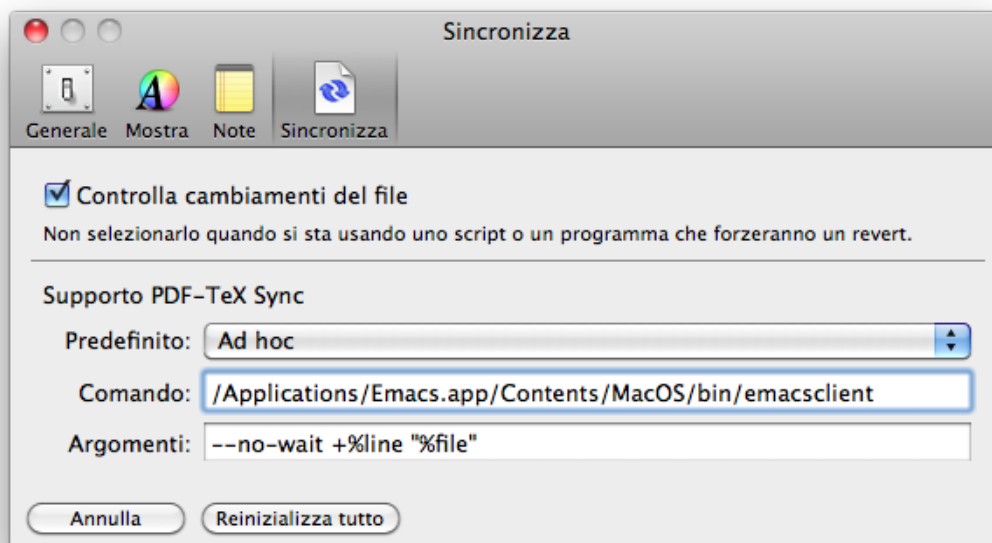 Sincronizza
Generale Mostra Note Sincronizza
Controlla cambiamenti del file
Non selezionarlo quando si sta usando uno script o un programma che forzeranno un revert.
Supporto PDF-TeX Sync
Predefinito: Ad hoc
Comando: /Applications/Emacs.app/Contents/MacOS/bin/emacsclient
Argomenti: --no-wait +%line "%file"
Annulla Reinizializza tutto